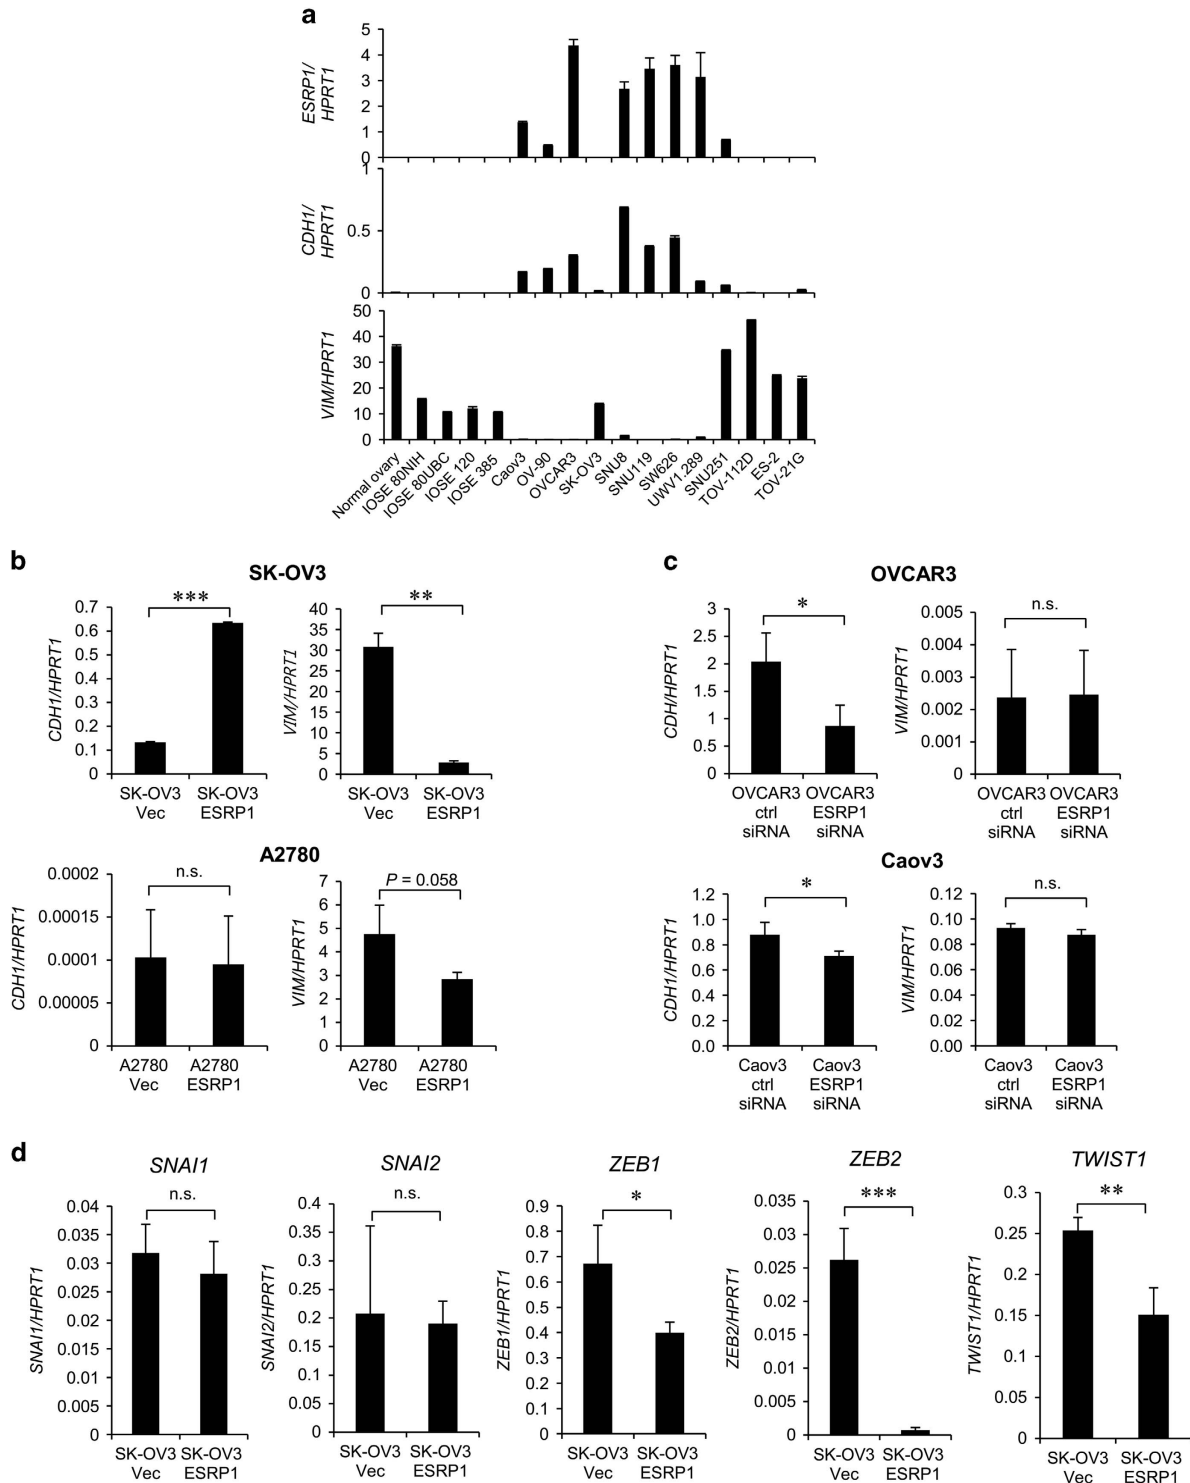 a
ESRP1/
HPRT1
5
4
3
2
1
0
CDH1/
HPRT1
1
0.5
0
VIM/HPRT1
50
40
30
20
10
0
Normal ovary
IOSE 80NIH
IOSE 80UBC
IOSE 120
IOSE 385
Caov3
OV-90
OVCAR3
SK-OV3
SNU8
SNU119
SW626
UWV1.289
SNU251
TOV-112D
ES-2
TOV-21G
b
SK-OV3
CDH1/HPRT1
0.7
0.6
0.5
0.4
0.3
0.2
0.1
0
***
SK-OV3
Vec
SK-OV3
ESRP1
VIM/HPRT1
40
35
30
25
20
15
10
5
0
**
SK-OV3
Vec
SK-OV3
ESRP1
A2780
CDH1/HPRT1
0.0002
0.00015
0.0001
0.00005
0
n.s.
A2780
Vec
A2780
ESRP1
VIM/HPRT1
7
6
5
4
3
2
1
0
P = 0.058
A2780
Vec
A2780
ESRP1
c
OVCAR3
CDH/HPRT1
3
2.5
2
1.5
1
0.5
0
*
OVCAR3
ctrl
siRNA
OVCAR3
ESRP1
siRNA
VIM/HPRT1
0.005
0.004
0.003
0.002
0.001
0
n.s.
OVCAR3
ctrl
siRNA
OVCAR3
ESRP1
siRNA
Caov3
CDH1/HPRT1
1.2
1.0
0.8
0.6
0.4
0.2
0.0
*
Caov3
ctrl
siRNA
Caov3
ESRP1
siRNA
VIM/HPRT1
0.12
0.10
0.08
0.06
0.04
0.02
0.00
n.s.
Caov3
ctrl
siRNA
Caov3
ESRP1
siRNA
d
SNAI1
SNAI1/HPRT1
0.04
0.035
0.03
0.025
0.02
0.015
0.01
0.005
0
n.s.
SK-OV3
Vec
SK-OV3
ESRP1
SNAI2
SNAI2/HPRT1
0.4
0.35
0.3
0.25
0.2
0.15
0.1
0.05
0
n.s.
SK-OV3
Vec
SK-OV3
ESRP1
ZEB1
ZEB1/HPRT1
0.9
0.8
0.7
0.6
0.5
0.4
0.3
0.2
0.1
0
*
SK-OV3
Vec
SK-OV3
ESRP1
ZEB2
ZEB2/HPRT1
0.035
0.03
0.025
0.02
0.015
0.01
0.005
0
***
SK-OV3
Vec
SK-OV3
ESRP1
TWIST1
TWIST1/HPRT1
0.3
0.25
0.2
0.15
0.1
0.05
0
**
SK-OV3
Vec
SK-OV3
ESRP1